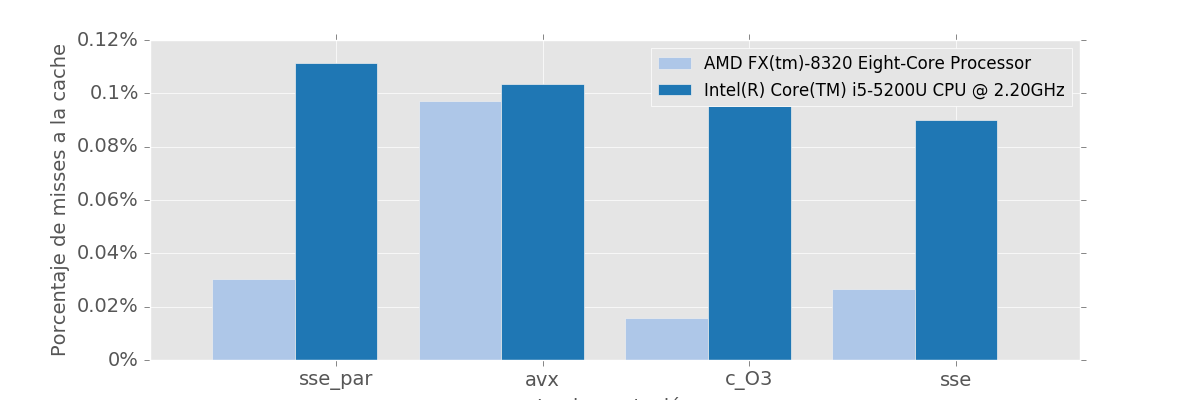 Porcentaje de misses a la cache
0.12%
0.1%
0.08%
0.06%
0.04%
0.02%
0%
AMD FX(tm)-8320 Eight-Core Processor
Intel(R) Core(TM) i5-5200U CPU @ 2.20GHz
sse_par
avx
c_O3
sse